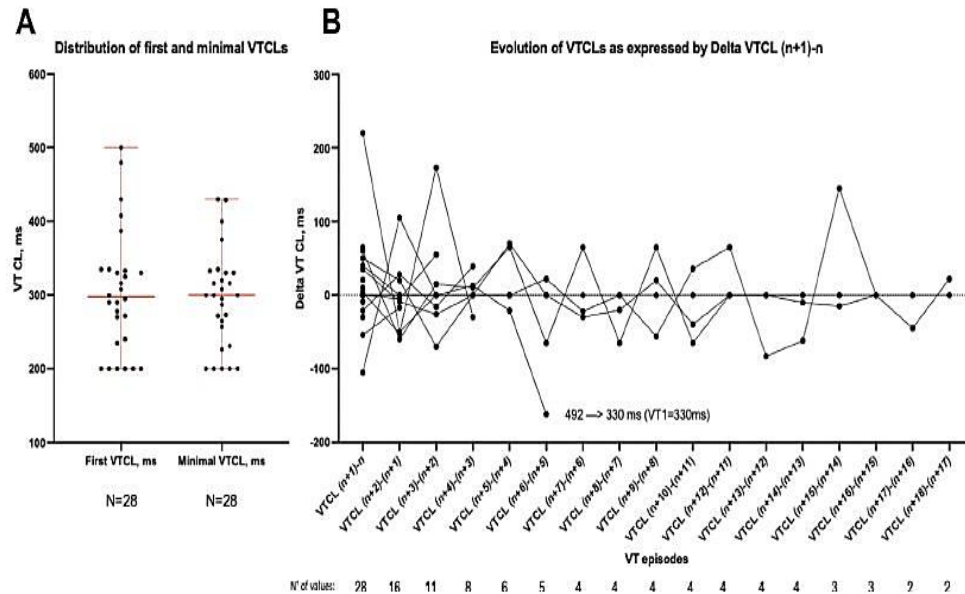 A
B
Distribution of first and minimal VTCLs
Evolution of VTCLs as expressed by Delta VTCL (n+1)-n
VT CL, ms
600
500
400
300
200
100
First VTCL, ms
Minimal VTCL, ms
N=28
N=28
Delta VT CL, ms
300
200
100
0
-100
-200
492 —> 330 ms (VT1=330ms)
VTCL (n+1)-n
VTCL (n+2)-(n+1)
VTCL (n+3)-(n+2)
VTCL (n+4)-(n+3)
VTCL (n+5)-(n+4)
VTCL (n+6)-(n+5)
VTCL (n+7)-(n+6)
VTCL (n+8)-(n+7)
VTCL (n+9)-(n+8)
VTCL (n+10)-(n+11)
VTCL (n+12)-(n+11)
VTCL (n+13)-(n+12)
VTCL (n+14)-(n+13)
VTCL (n+15)-(n+14)
VTCL (n+16)-(n+15)
VTCL (n+17)-(n+16)
VTCL (n+18)-(n+17)
VT episodes
N° of values: 28 16 11 8 6 5 4 4 4 4 4 4 4 3 3 2 2